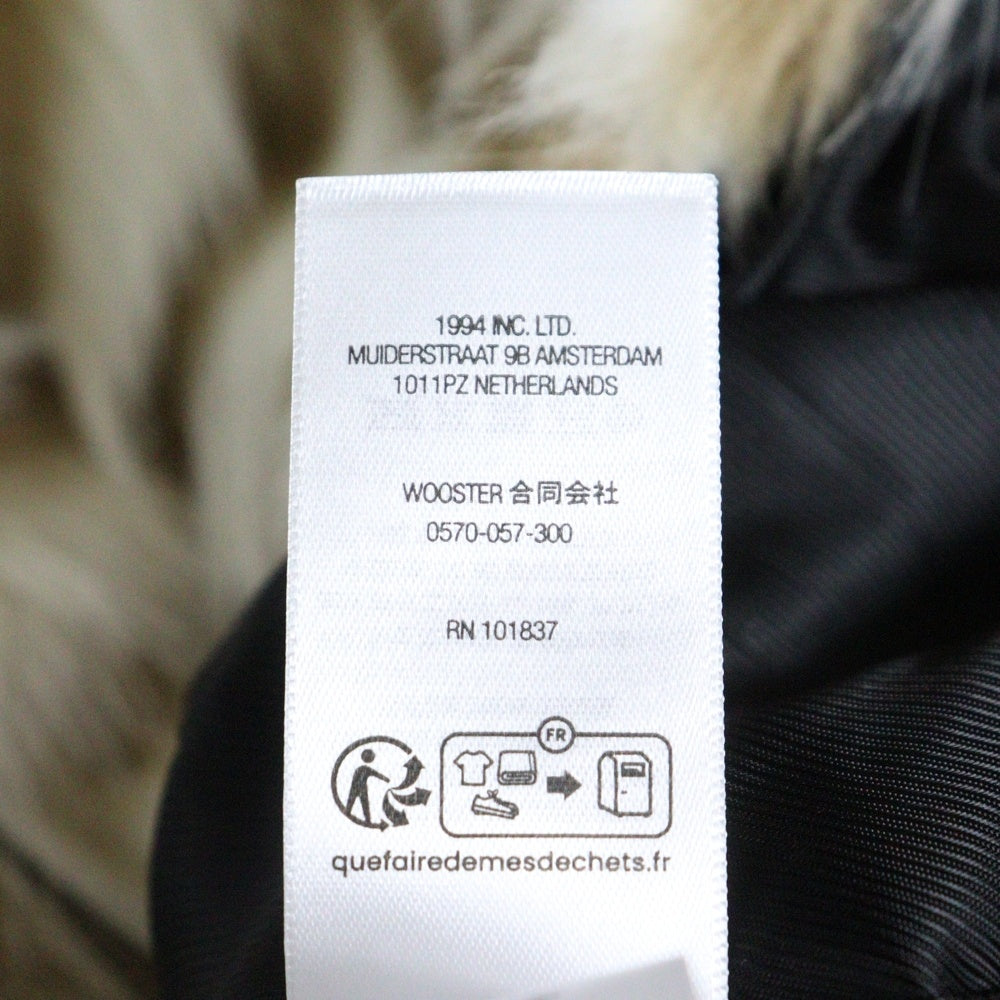 1994 INC. LTD.
MUIDERSTRAAT 9B AMSTERDAM
1011PZ NETHERLANDS
WOOSTER 合同会社
0570-057-300
RN 101837
FR
quefairedemesdechets.fr